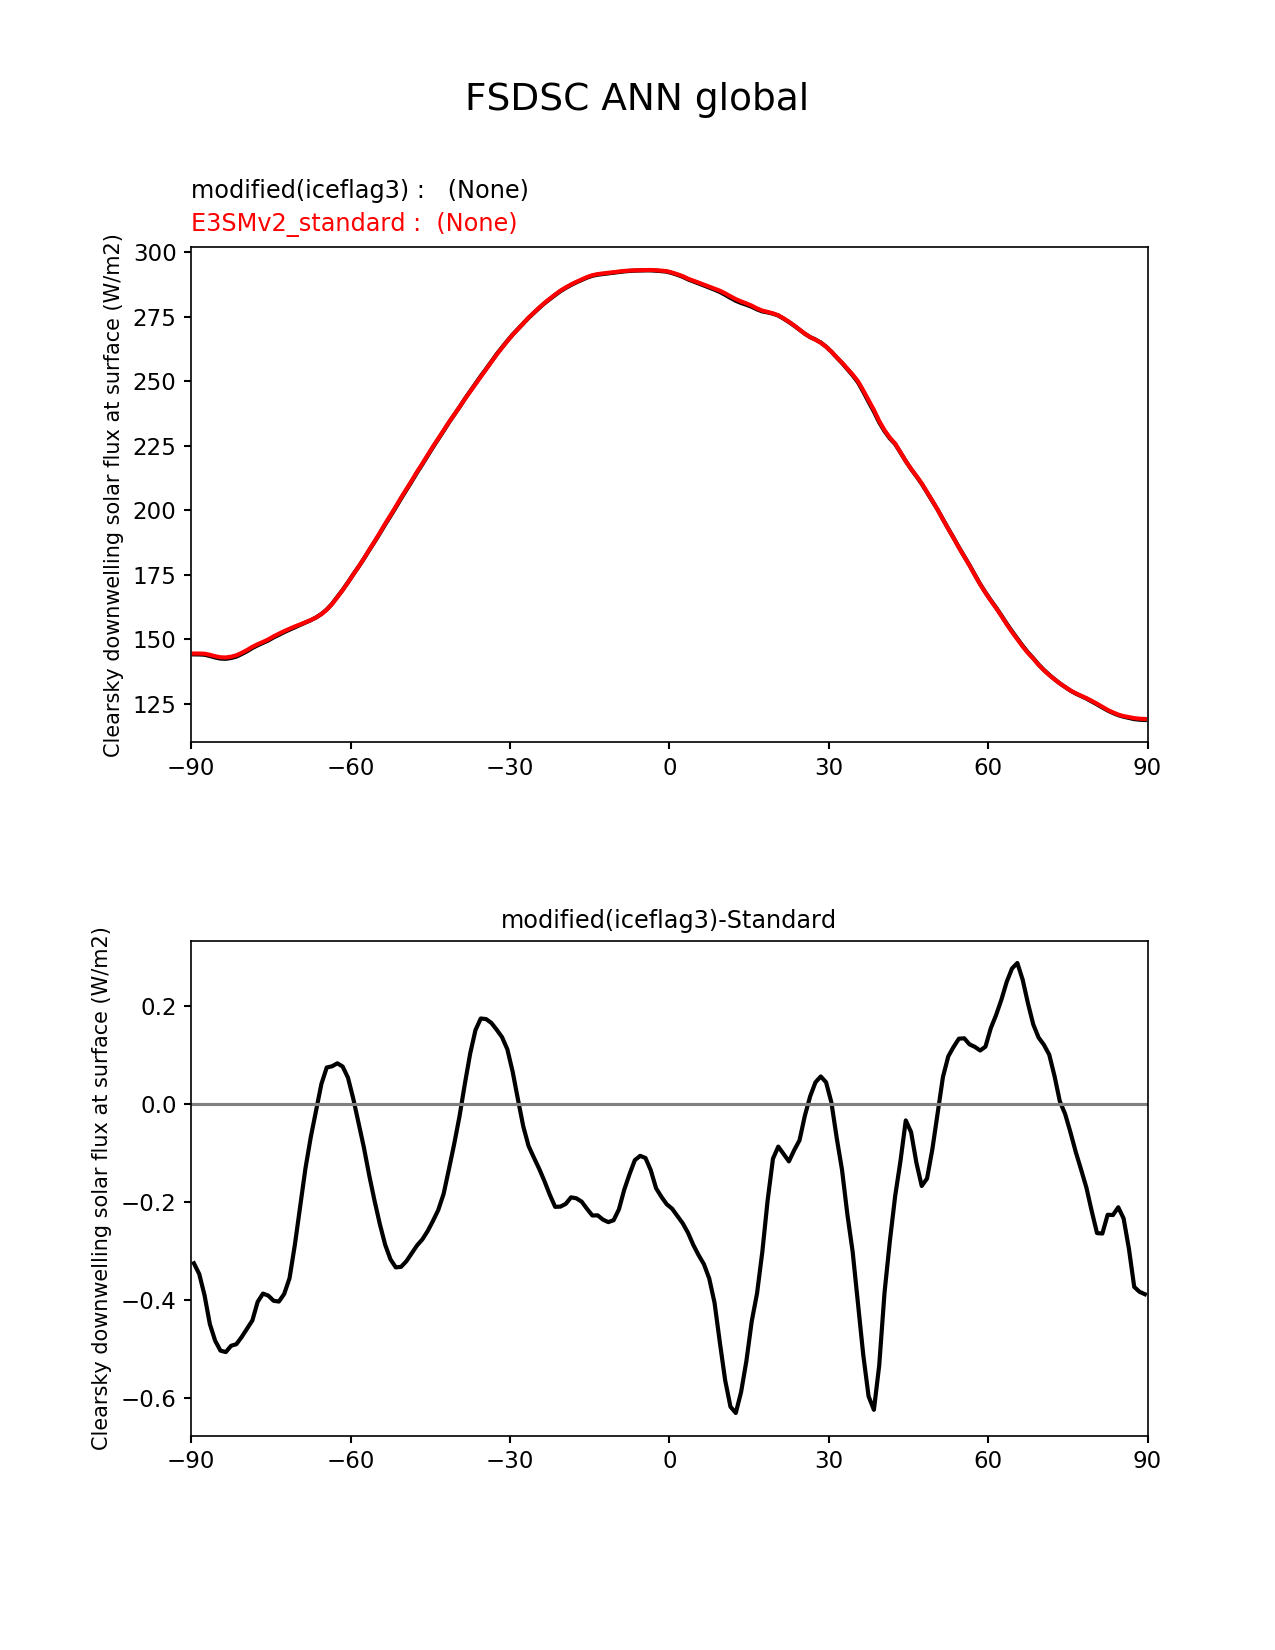 FSDSC ANN global
modified(iceflag3) :   (None)
E3SMv2_standard :  (None)
Clearsky downwelling solar flux at surface (W/m2)
300
275
250
225
200
175
150
125
−90 −60 −30 0 30 60 90
modified(iceflag3)-Standard
Clearsky downwelling solar flux at surface (W/m2)
0.2
0.0
−0.2
−0.4
−0.6
−90 −60 −30 0 30 60 90